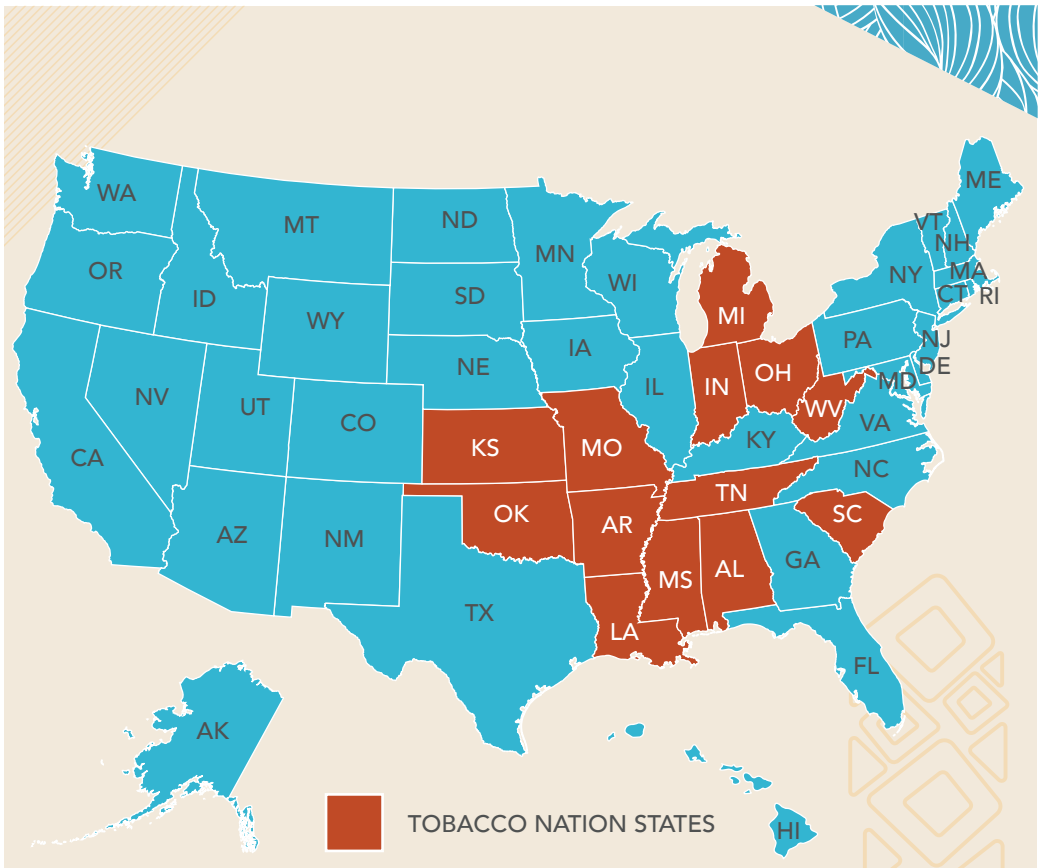 WA
MT
ND
MN
ME
VT
NH
OR
ID
SD
WI
NY
MA
CT
RI
WY
MI
IA
PA
NJ
NE
OH
DE
NV
IL
IN
MD
UT
CO
WV
VA
KS
MO
KY
CA
NC
TN
OK
SC
AZ
NM
AR
GA
MS
AL
TX
LA
FL
AK
TOBACCO NATION STATES
HI